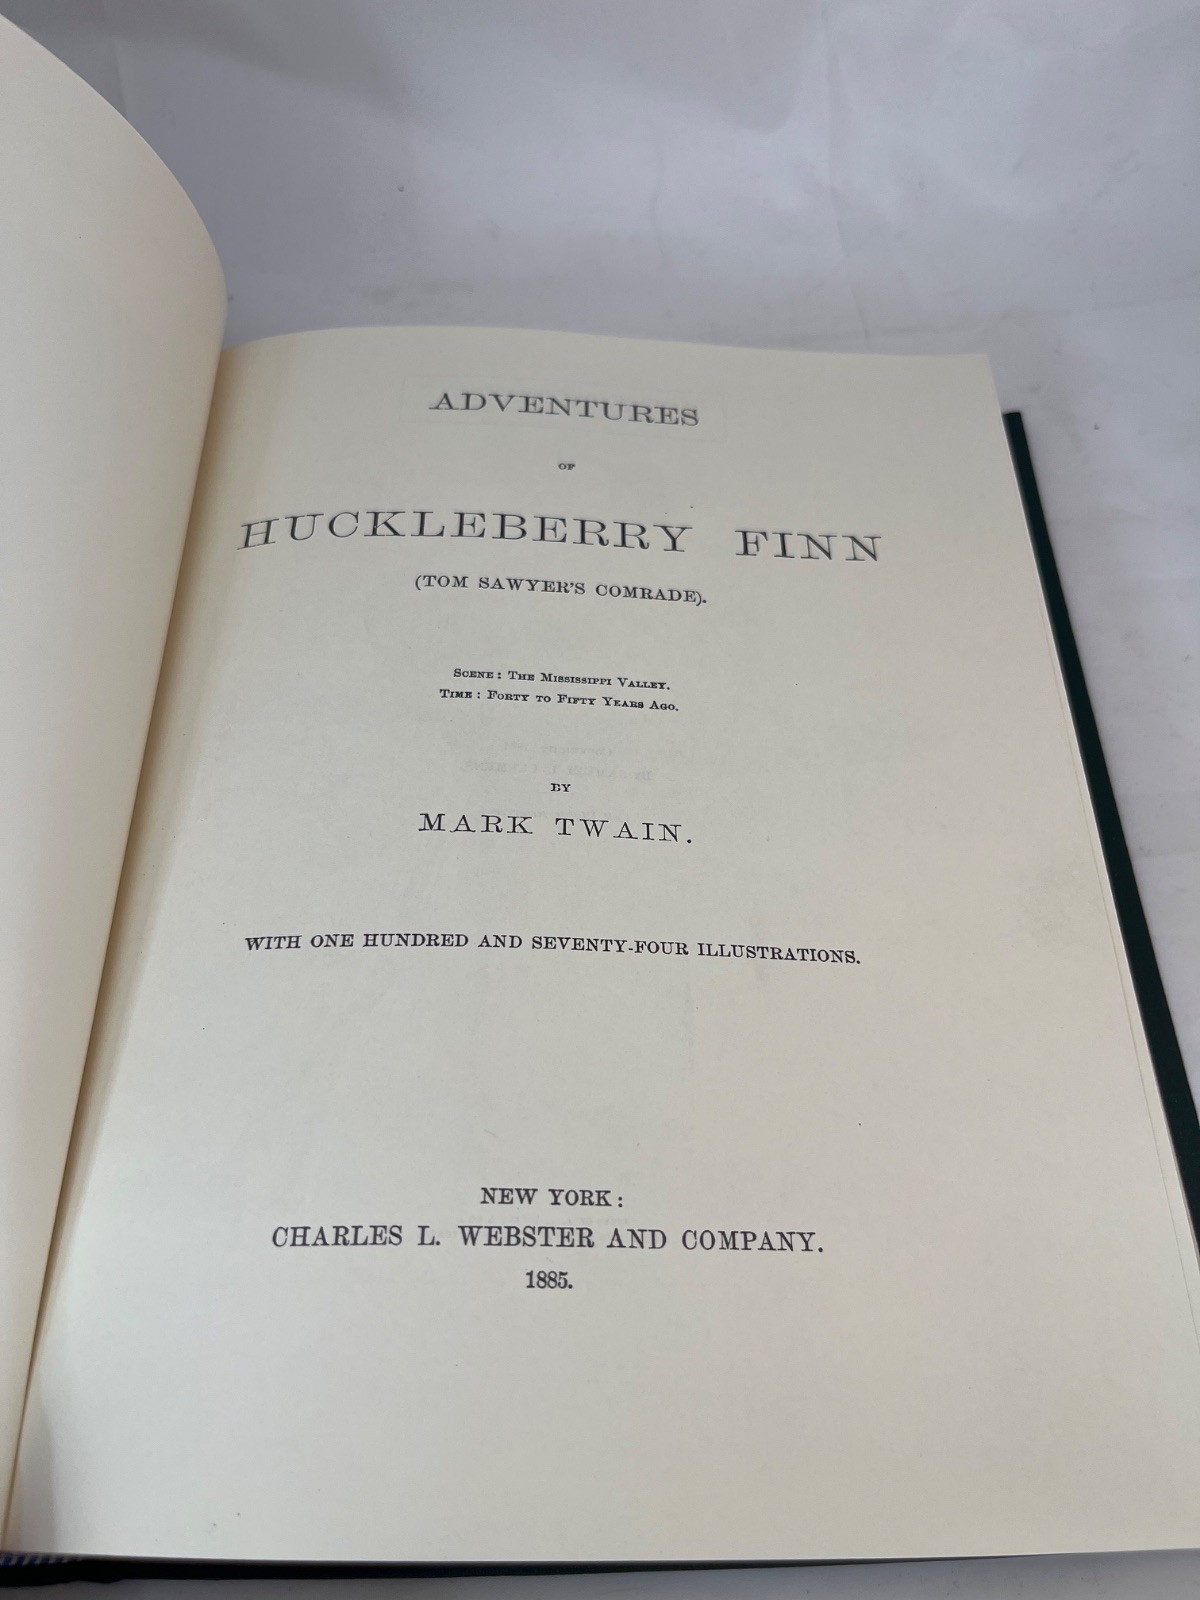 ADVENTURES
OF
HUCKLEBERRY FINN
(TOM SAWYER'S COMRADE).
SCENE: THE MISSISSIPPI VALLEY.
TIME: FORTY TO FIFTY YEARS AGO.
BY
MARK TWAIN.
WITH ONE HUNDRED AND SEVENTY-FOUR ILLUSTRATIONS.
NEW YORK:
CHARLES L. WEBSTER AND COMPANY.
1885.